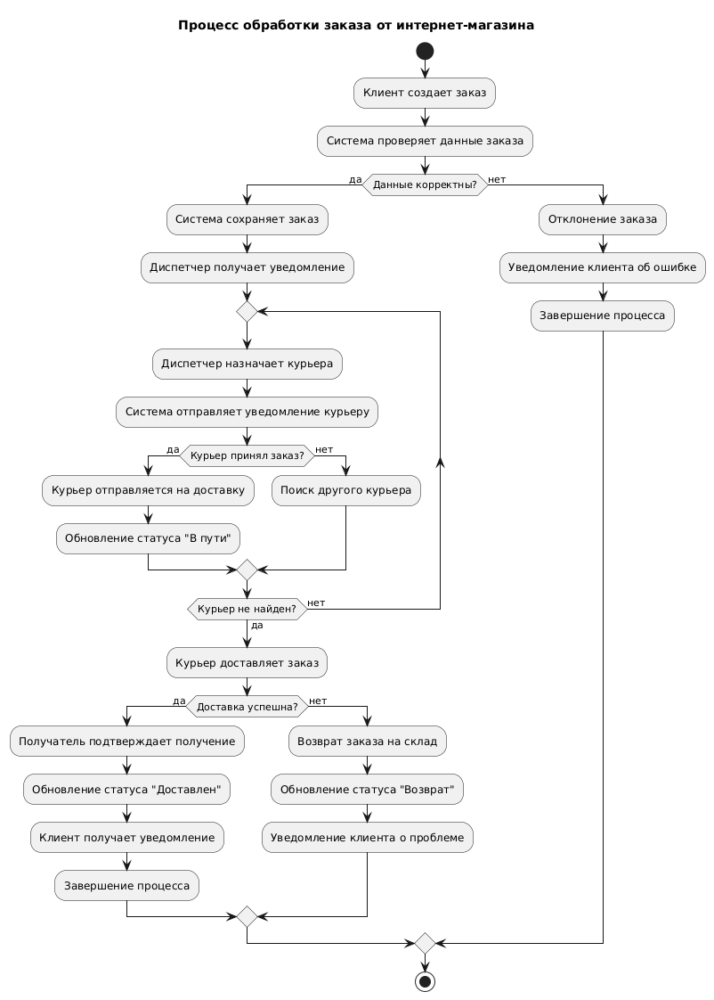 Процесс обработки заказа от интернет-магазина
Клиент создает заказ
Система проверяет данные заказа
да
Данные корректны?
нет
Система сохраняет заказ
Отклонение заказа
Диспетчер получает уведомление
Уведомление клиента об ошибке
Завершение процесса
Диспетчер назначает курьера
Система отправляет уведомление курьеру
да
Курьер принял заказ?
нет
Курьер отправляется на доставку
Поиск другого курьера
Обновление статуса "В пути"
Курьер не найден?
нет
да
Курьер доставляет заказ
да
Доставка успешна?
нет
Получатель подтверждает получение
Возврат заказа на склад
Обновление статуса "Доставлен"
Обновление статуса "Возврат"
Клиент получает уведомление
Уведомление клиента о проблеме
Завершение процесса